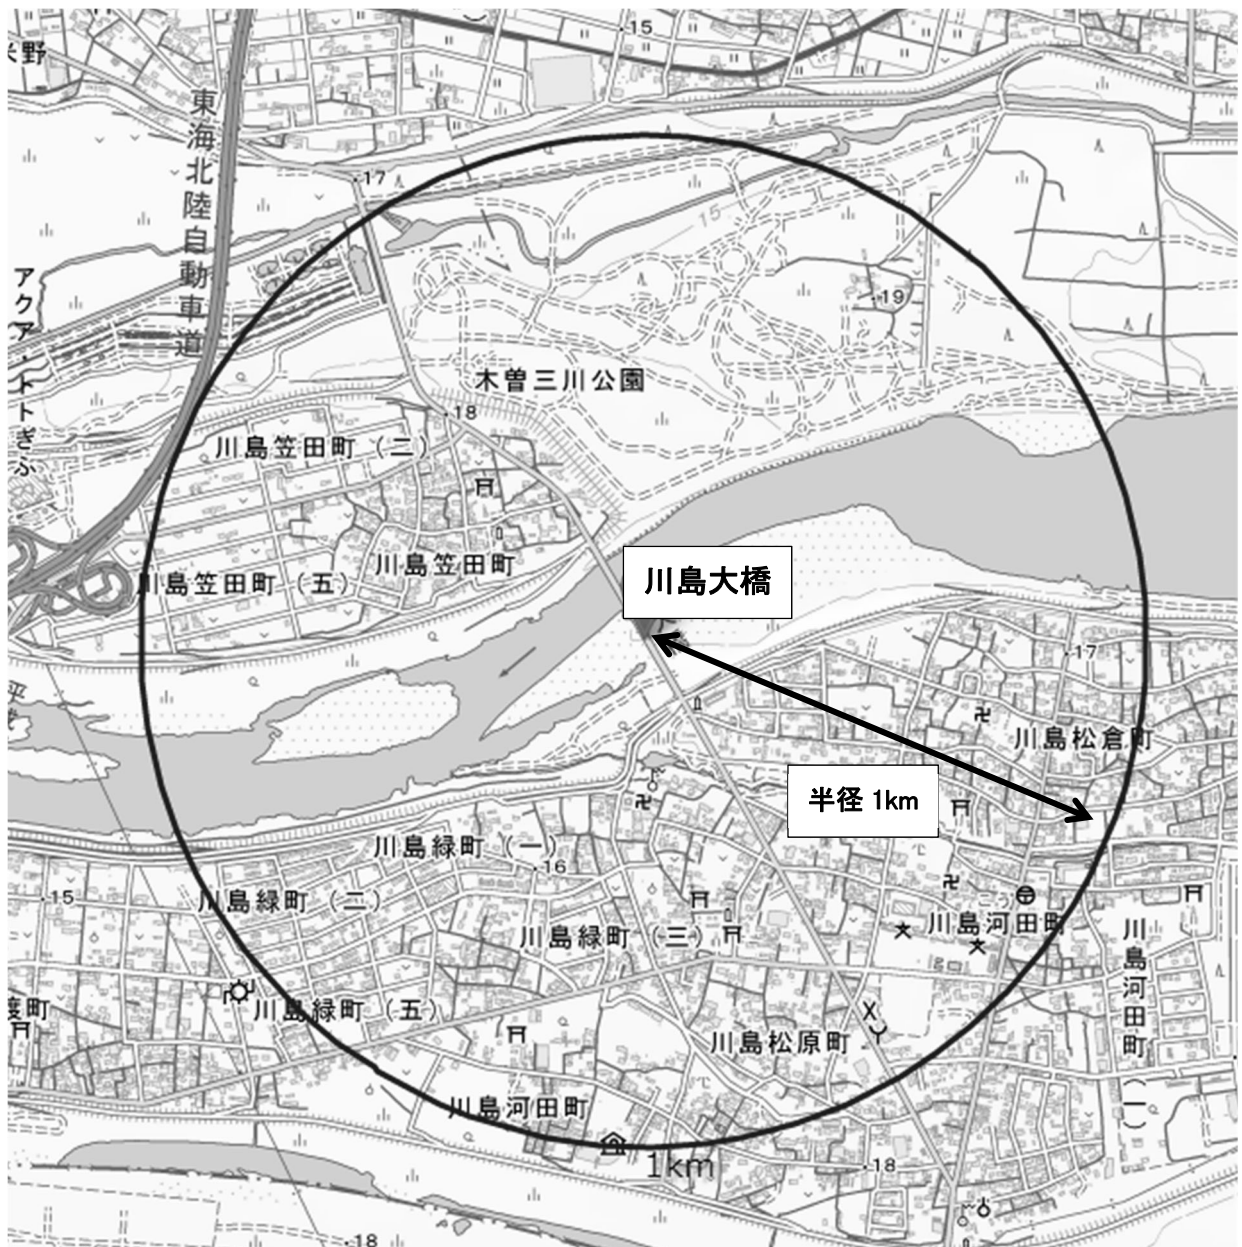 ・15
米野
東海北陸自動車道
・17
15
・19
アクア・トトぎふ
木曽三川公園
・18
川島笠田町（二）
川島笠田町
川島笠田町（五）
川島大橋
・17
川島松倉町
半径 1km
川島緑町（一）
・16
・15
川島緑町（二）
川島緑町（三）
川島河田町
川島河田町（一）
渡町
川島緑町（五）
川島松原町
川島河田町
1km
・18
・18